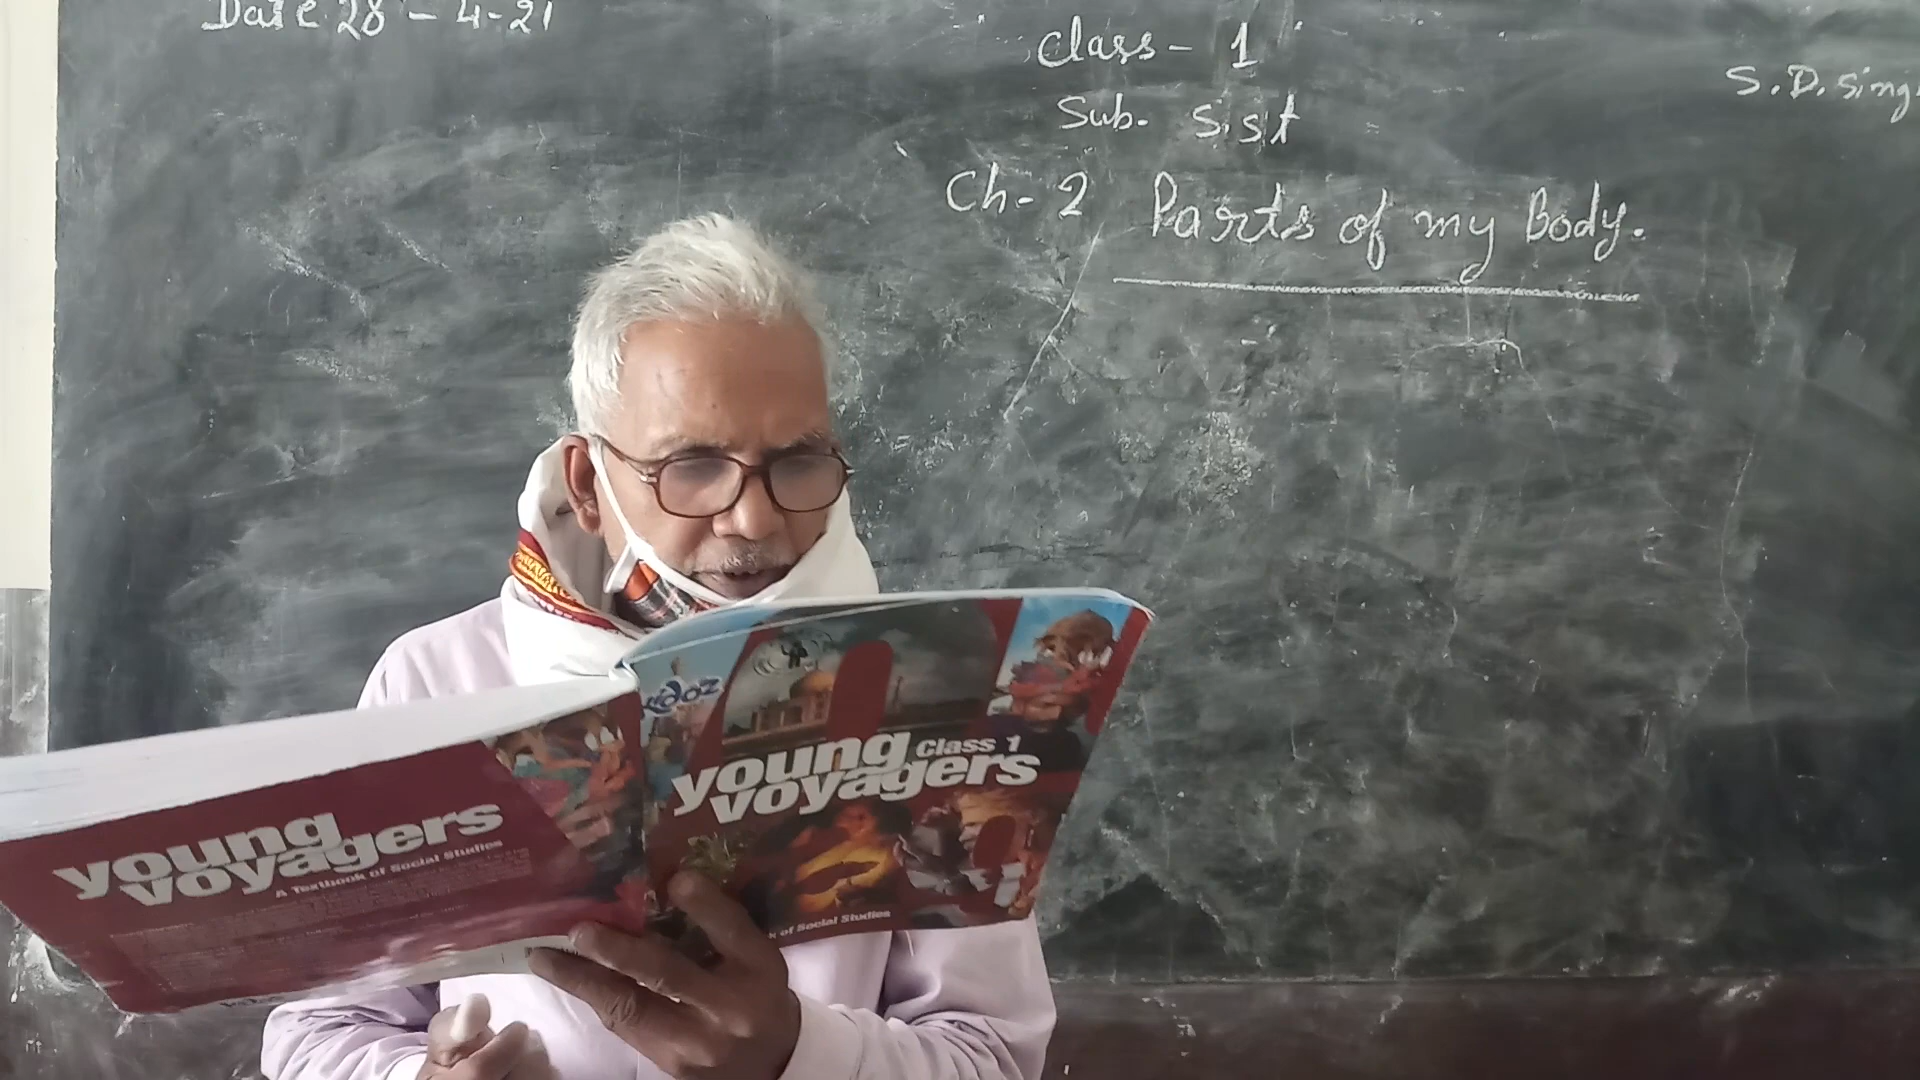 Date 28-4-21
Class - 1
S.D. Sing
Sub. S.st
Ch-2 Parts of my Body.
Kidoz
young Class 1
voyagers
k of Social Studies
young
voyagers
A Textbook of Social Studies